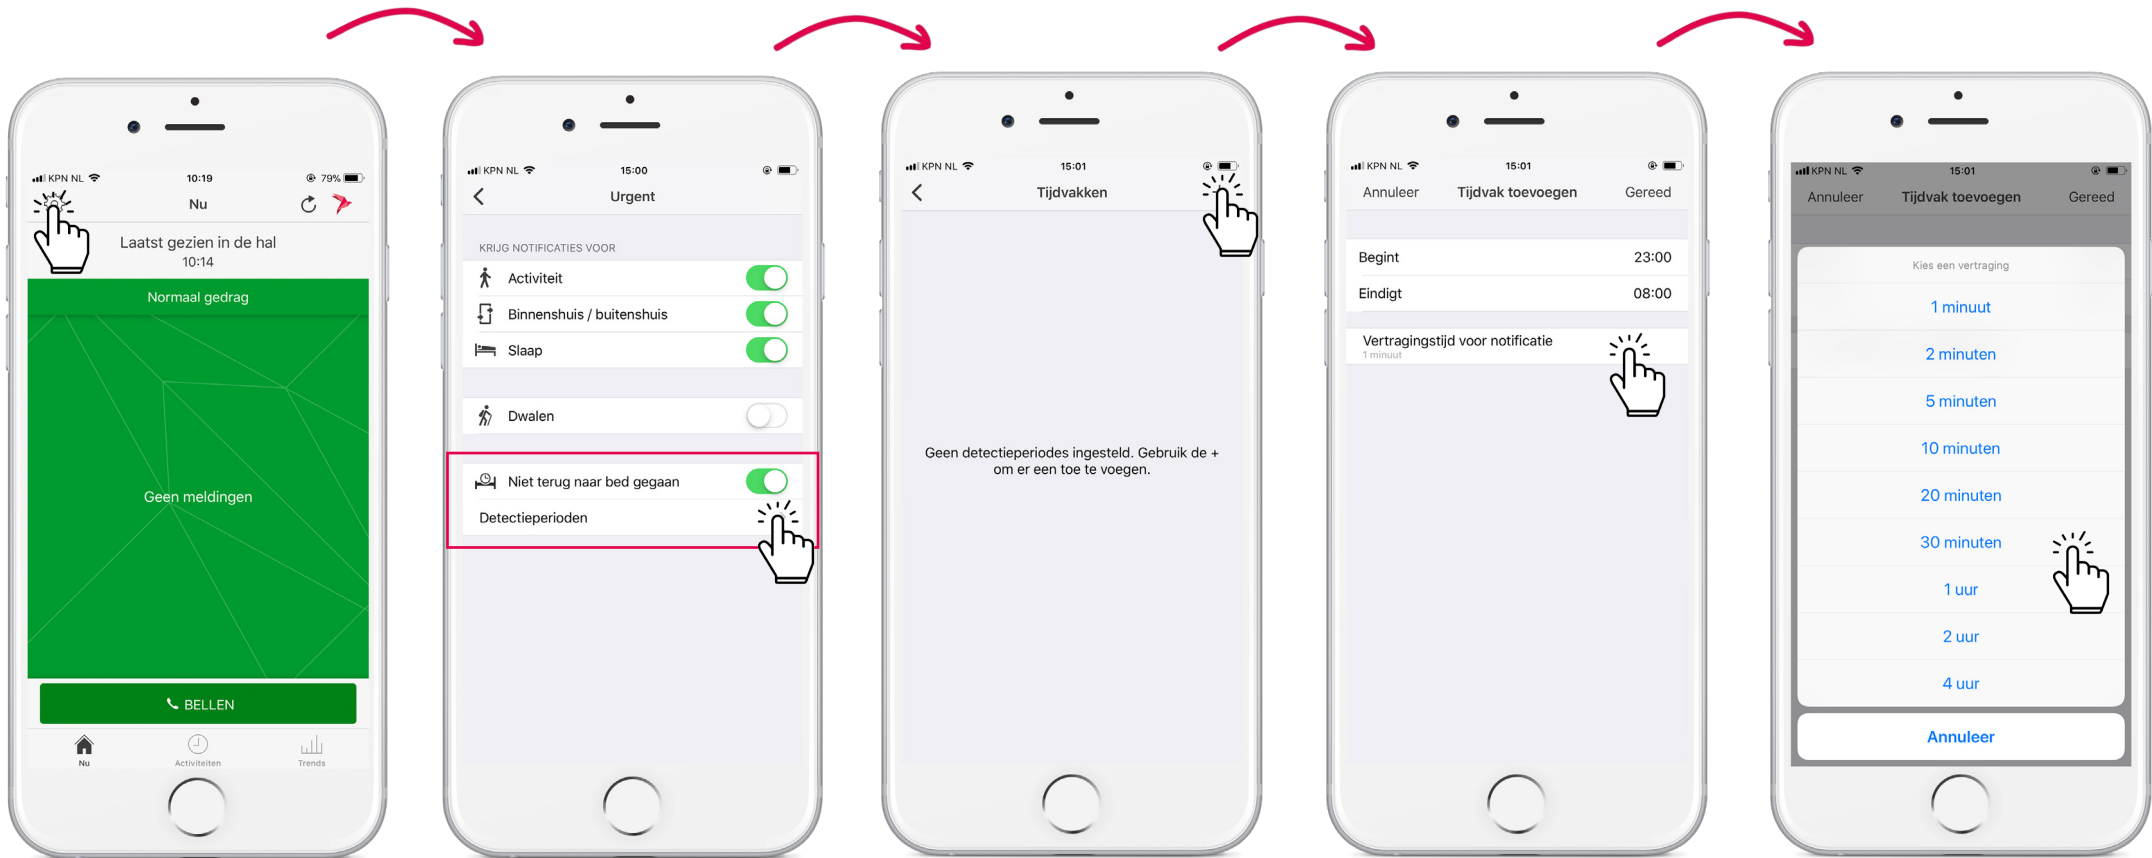 KPN NL
10:19
79%
Nu
Laatst gezien in de hal
10:14
Normaal gedrag
Geen meldingen
BELLEN
Nu
Activiteiten
Trends
KPN NL
15:00
Urgent
KRIJG NOTIFICATIES VOOR
Activiteit
Binnenshuis / buitenshuis
Slaap
Dwalen
Niet terug naar bed gegaan
Detectieperioden
KPN NL
15:01
Tijdvakken
Geen detectieperiodes ingesteld. Gebruik de +
om er een toe te voegen.
KPN NL
15:01
Annuleer
Tijdvak toevoegen
Gereed
Begint
23:00
Eindigt
08:00
Vertragingstijd voor notificatie
1 minuut
KPN NL
15:01
Annuleer
Tijdvak toevoegen
Gereed
Kies een vertraging
1 minuut
2 minuten
5 minuten
10 minuten
20 minuten
30 minuten
1 uur
2 uur
4 uur
Annuleer